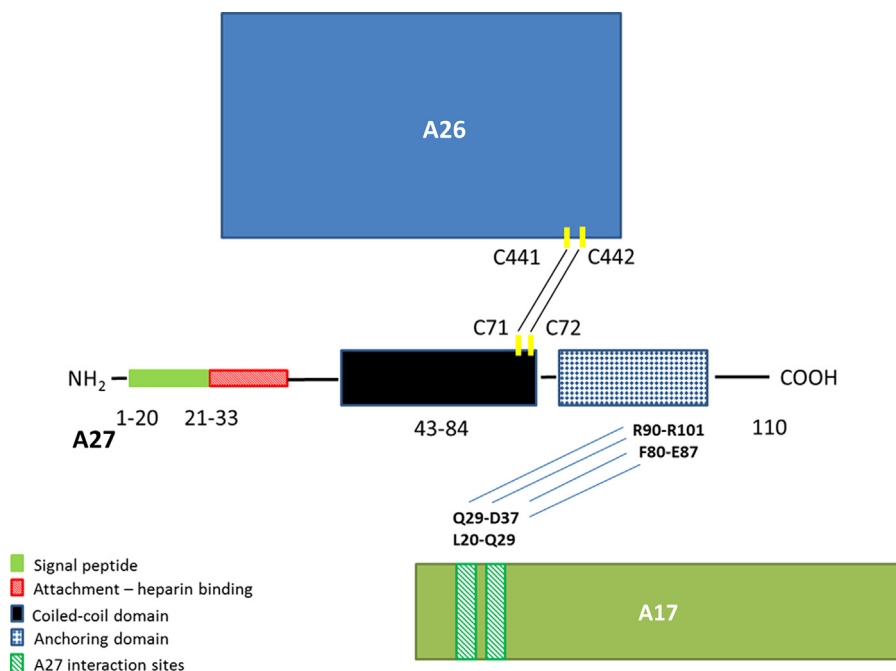 A26
C441 C442
C71 C72
NH2 COOH
1-20 21-33 43-84 R90-R101 110
A27 F80-E87
Q29-D37
L20-Q29
Signal peptide
Attachment – heparin binding
Coiled-coil domain
Anchoring domain
A27 interaction sites
A17